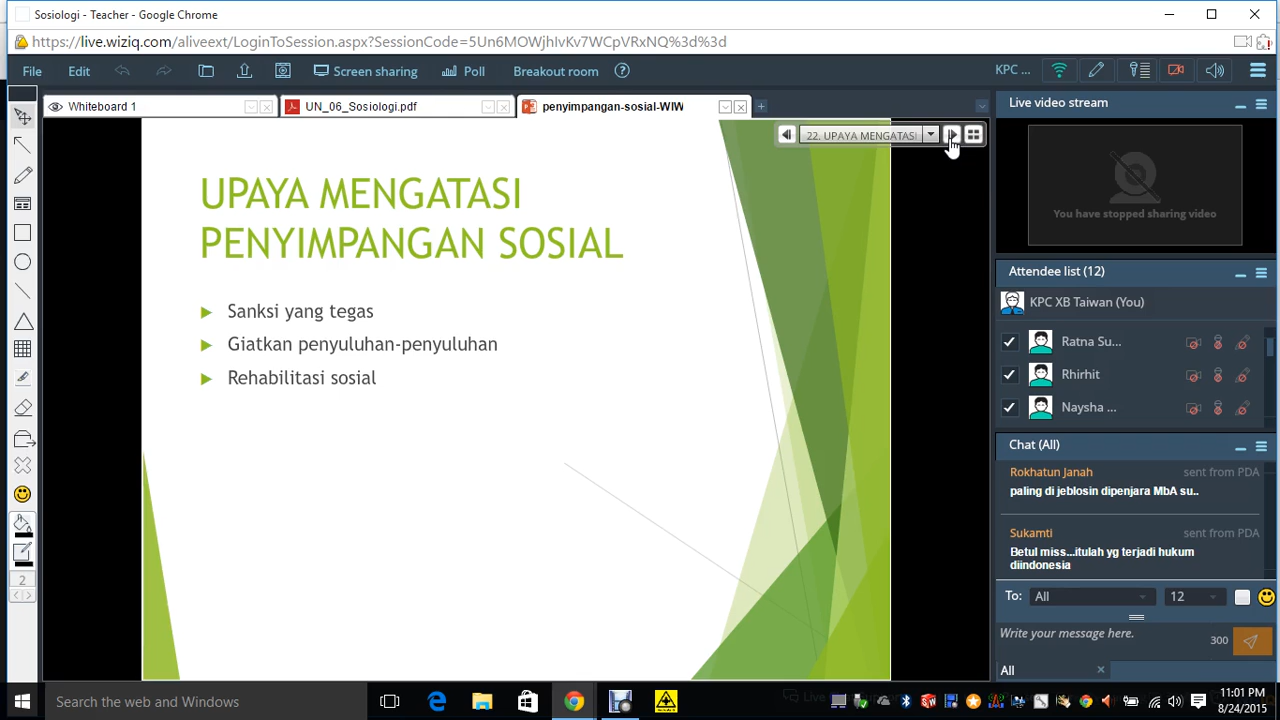 Sosiologi - Teacher - Google Chrome
https://live.wiziq.com/aliveext/LoginToSession.aspx?SessionCode=5Un6MOWjhIvKv7WCpVRxNQ%3d%3d
File Edit Screen sharing Poll Breakout room KPC ...
Whiteboard 1 UN_06_Sosiologi.pdf penyimpangan-sosial-WIW
22. UPAYA MENGATASI
UPAYA MENGATASI
PENYIMPANGAN SOSIAL
Sanksi yang tegas
Giatkan penyuluhan-penyuluhan
Rehabilitasi sosial
2
Live video stream
You have stopped sharing video
Attendee list (12)
KPC XB Taiwan (You)
Ratna Su...
Rhirhit
Naysha ...
Chat (All)
Rokhatun Janah sent from PDA
paling di jeblosin dipenjara MbA su..
Sukamti sent from PDA
Betul miss...itulah yg terjadi hukum
diindonesia
To: All 12
Write your message here. 300
All
Search the web and Windows
11:01 PM
8/24/2015